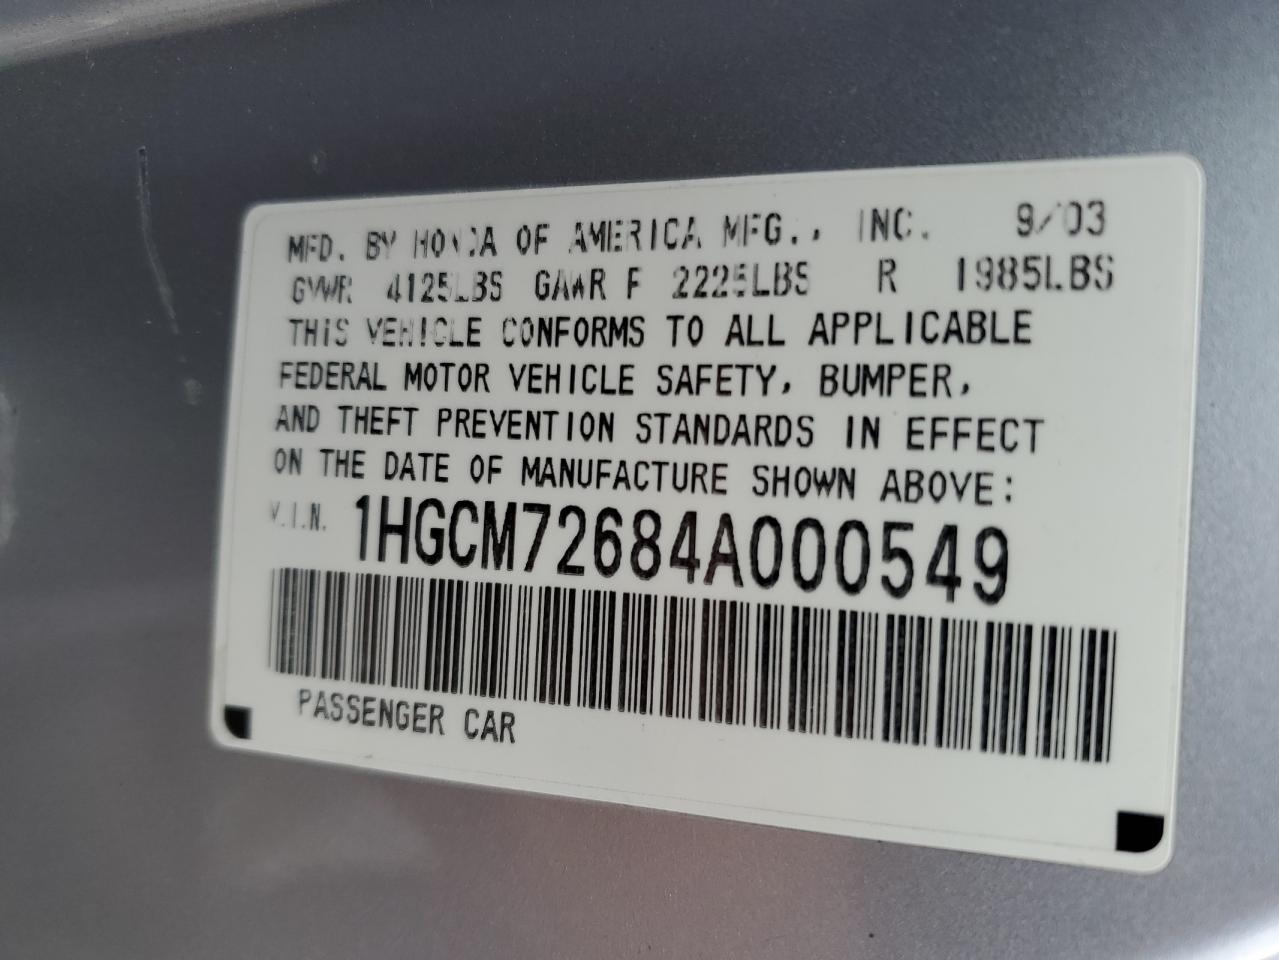 MFD. BY HONDA OF AMERICA MFG., INC. 9/03
GVWR 4125LBS GAWR F 2225LBS R 1985LBS
THIS VEHICLE CONFORMS TO ALL APPLICABLE
FEDERAL MOTOR VEHICLE SAFETY, BUMPER,
AND THEFT PREVENTION STANDARDS IN EFFECT
ON THE DATE OF MANUFACTURE SHOWN ABOVE:
V.I.N. 1HGCM72684A000549
PASSENGER CAR